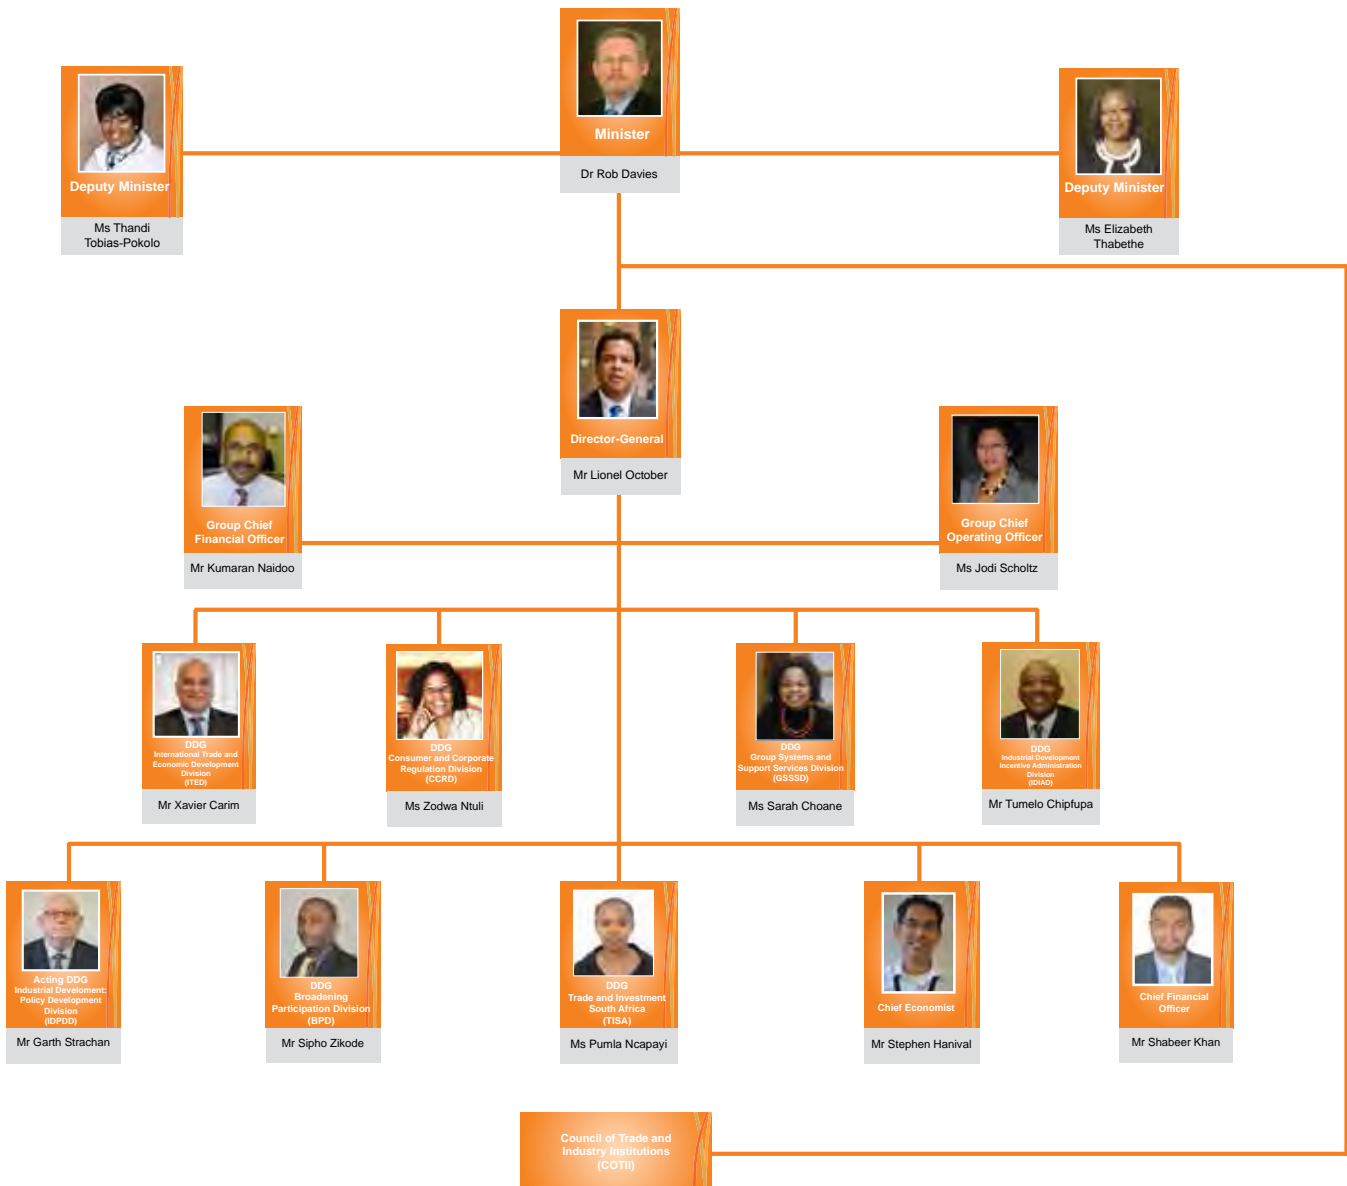 Minister
Dr Rob Davies
Deputy Minister
Ms Thandi
Tobias-Pokolo
Deputy Minister
Ms Elizabeth
Thabethe
Director-General
Mr Lionel October
Group Chief
Financial Officer
Mr Kumaran Naidoo
Group Chief
Operating Officer
Ms Jodi Scholtz
DDG
International Trade and
Economic Development
Division
(ITED)
Mr Xavier Carim
DDG
Consumer and Corporate
Regulation Division
(CCRD)
Ms Zodwa Ntuli
DDG
Group Systems and
Support Services Division
(GSSSD)
Ms Sarah Choane
DDG
Industrial Development
Incentive Administration
Division
(IDIAD)
Mr Tumelo Chipfupa
Acting DDG
Industrial Develoment:
Policy Development
Division
(IDPDD)
Mr Garth Strachan
DDG
Broadening
Participation Division
(BPD)
Mr Sipho Zikode
DDG
Trade and Investment
South Africa
(TISA)
Ms Pumla Ncapayi
Chief Economist
Mr Stephen Hanival
Chief Financial
Officer
Mr Shabeer Khan
Council of Trade and
Industry Institutions
(COTII)